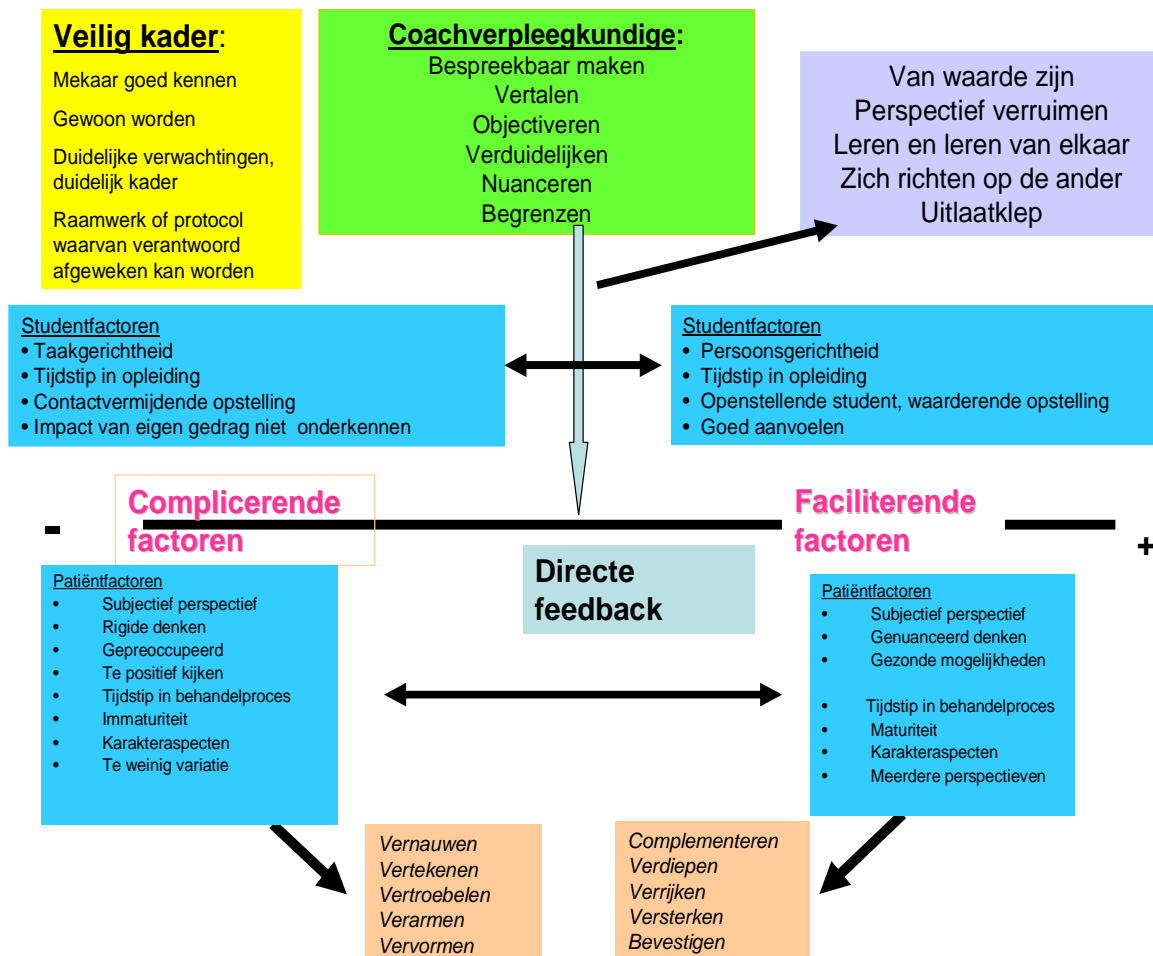 Veilig kader:
Mekaar goed kennen
Gewoon worden
Duidelijke verwachtingen,
duidelijk kader
Raamwerk of protocol
waarvan verantwoord
afgeweken kan worden
Coachverpleegkundige:
Bespreekbaar maken
Vertalen
Objectiveren
Verduidelijken
Nuanceren
Begrenzen
Van waarde zijn
Perspectief verruimen
Leren en leren van elkaar
Zich richten op de ander
Uitlaatklep
Studentfactoren
• Taakgerichtheid
• Tijdstip in opleiding
• Contactvermijdende opstelling
• Impact van eigen gedrag niet onderkennen
Studentfactoren
• Persoonsgerichtheid
• Tijdstip in opleiding
• Openstellende student, waarderende opstelling
• Goed aanvoelen
-
Complicerende
factoren
Faciliterende
factoren
+
Directe
feedback
Patiëntfactoren
• Subjectief perspectief
• Rigide denken
• Gepreoccupeerd
• Te positief kijken
• Tijdstip in behandelproces
• Immaturiteit
• Karakteraspecten
• Te weinig variatie
Patiëntfactoren
• Subjectief perspectief
• Genuanceerd denken
• Gezonde mogelijkheden
• Tijdstip in behandelproces
• Maturiteit
• Karakteraspecten
• Meerdere perspectieven
Vernauwen
Vertekenen
Vertroebelen
Verarmen
Vervormen
Complementeren
Verdiepen
Verrijken
Versterken
Bevestigen